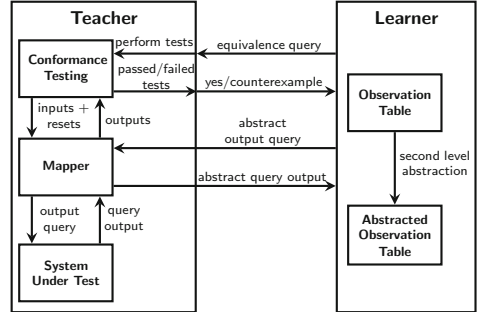 Teacher
Learner
perform tests
equivalence query
Conformance
Testing
passed/failed
tests
yes/counterexample
Observation
Table
inputs +
resets
outputs
abstract
output query
Mapper
second level
abstraction
abstract query output
output
query
query
output
Abstracted
Observation
Table
System
Under Test